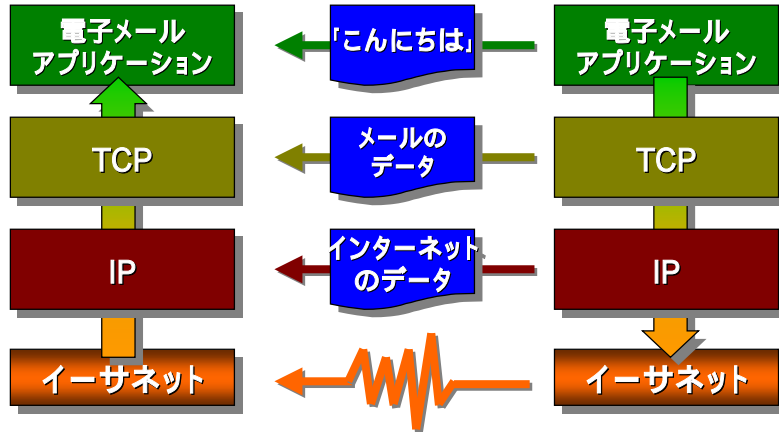 電子メール
アプリケーション
「こんにちは」
電子メール
アプリケーション
TCP
メールの
データ
TCP
IP
インターネット
のデータ
IP
イーサネット
イーサネット